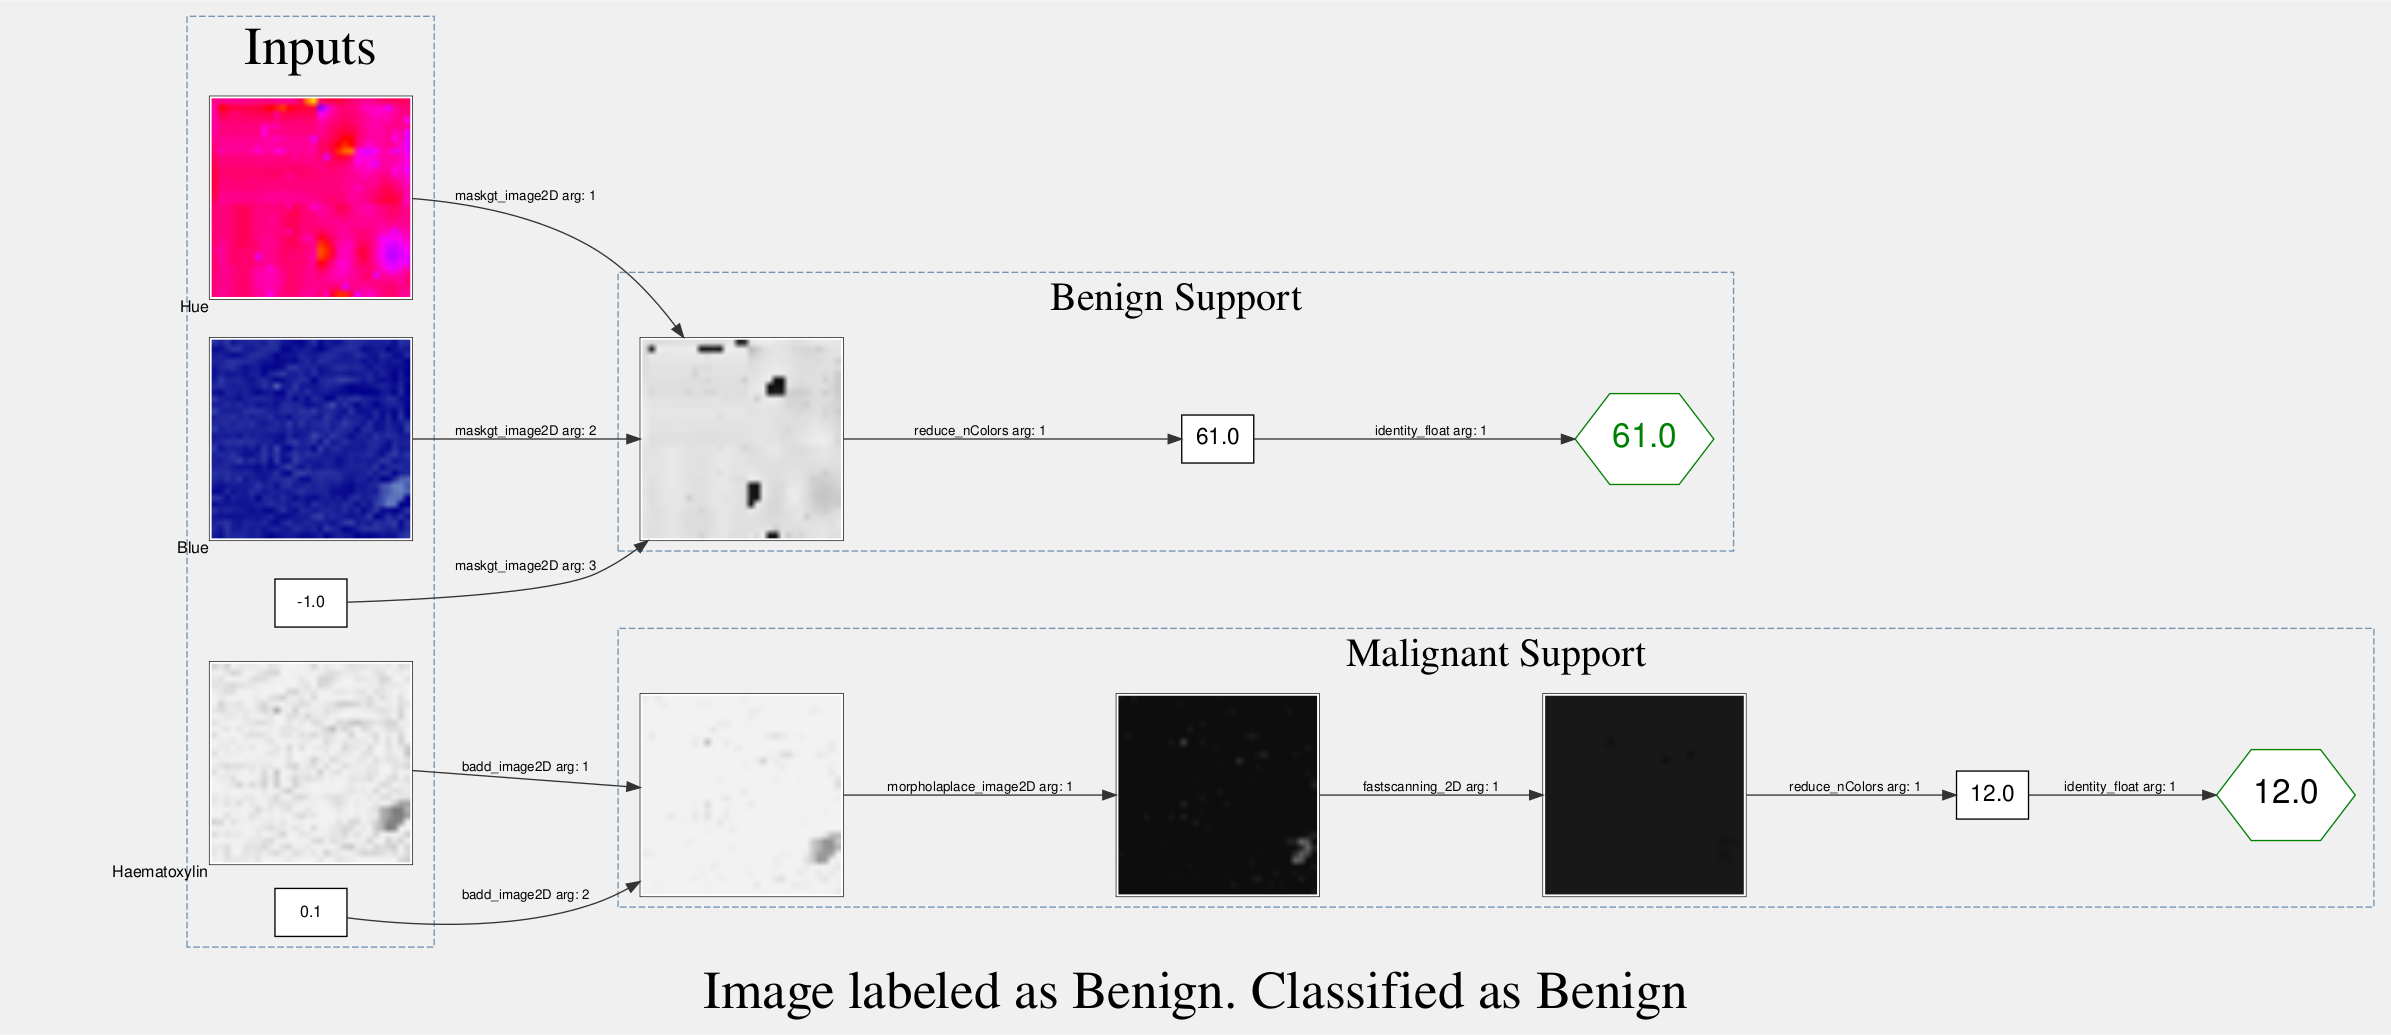 Inputs
Hue
maskgt_image2D arg: 1
Benign Support
Blue
maskgt_image2D arg: 2
reduce_nColors arg: 1
61.0
identity_float arg: 1
61.0
-1.0
maskgt_image2D arg: 3
Malignant Support
Haematoxylin
badd_image2D arg: 1
morpholaplace_image2D arg: 1
fastscanning_2D arg: 1
reduce_nColors arg: 1
12.0
identity_float arg: 1
12.0
0.1
badd_image2D arg: 2
Image labeled as Benign. Classified as Benign